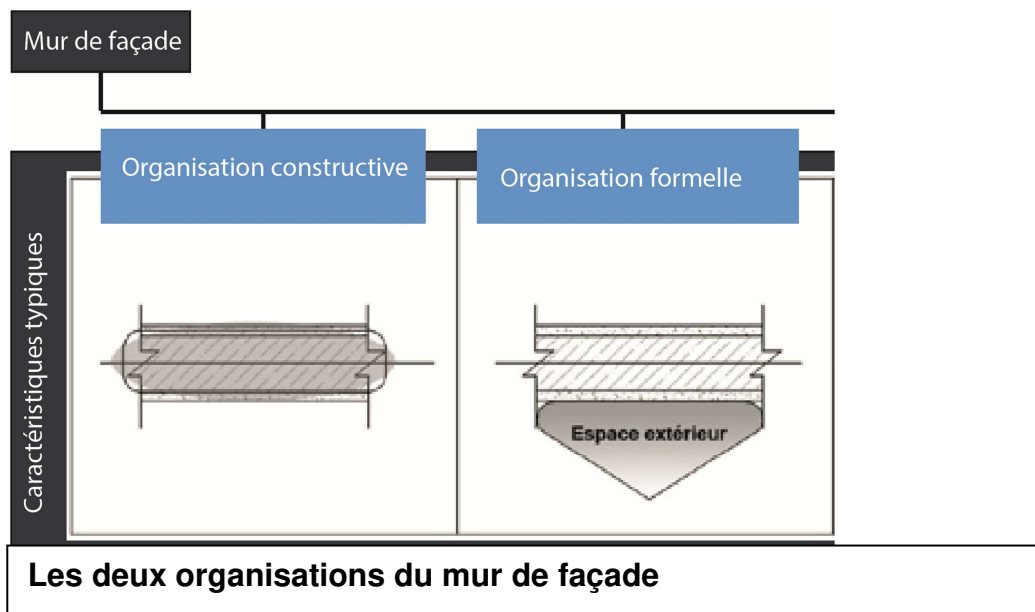 Mur de façade
Organisation constructive
Organisation formelle
Caractéristiques typiques
Espace extérieur
Les deux organisations du mur de façade